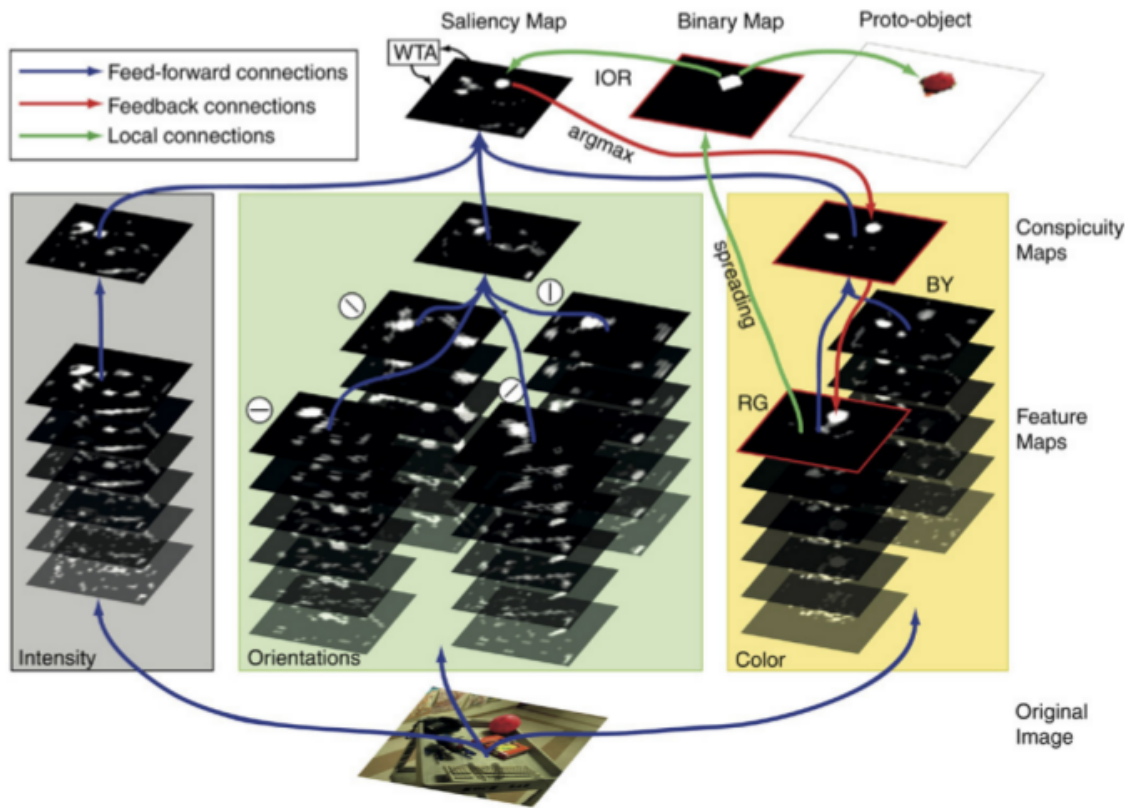 Saliency Map
Binary Map
Proto-object
WTA
IOR
Feed-forward connections
Feedback connections
Local connections
argmax
spreading
Conspicuity
Maps
BY
RG
Feature
Maps
Intensity
Orientations
Color
Original
Image